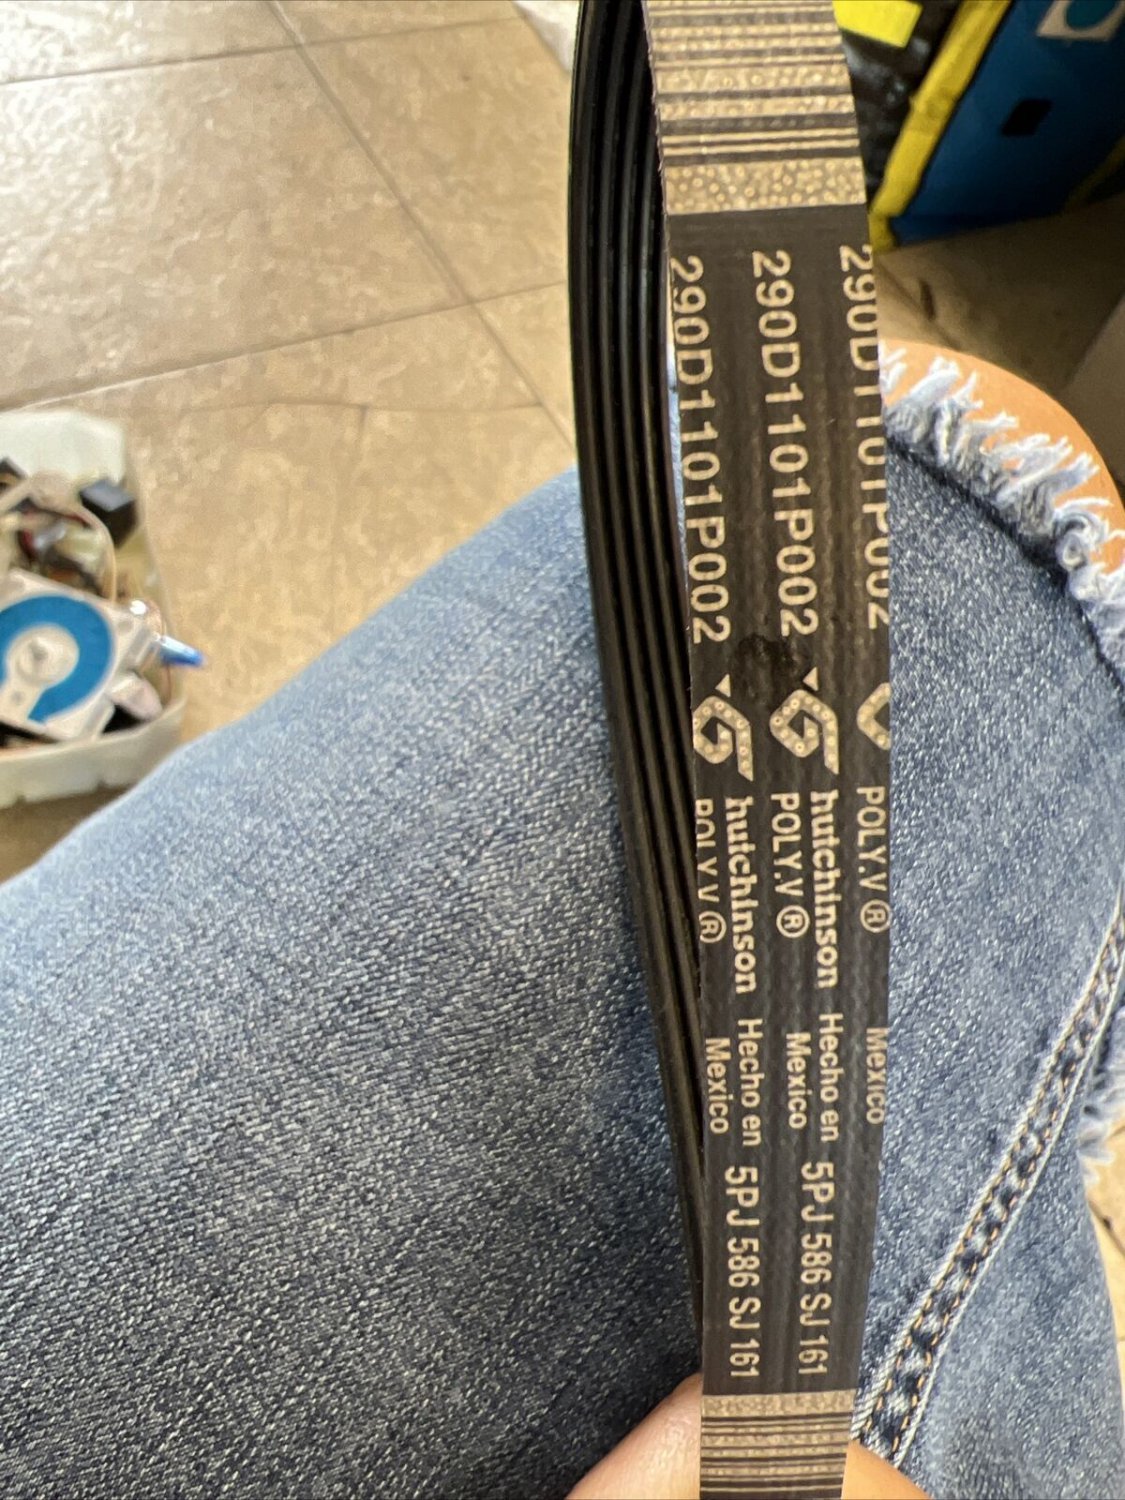 290D1101P002
POLY.V ® Mexico
290D1101P002 hutchinson Hecho en 5PJ 586 SJ 161
POLY.V ® Mexico
290D1101P002 hutchinson Hecho en 5PJ 586 SJ 161
POLY.V ® Mexico